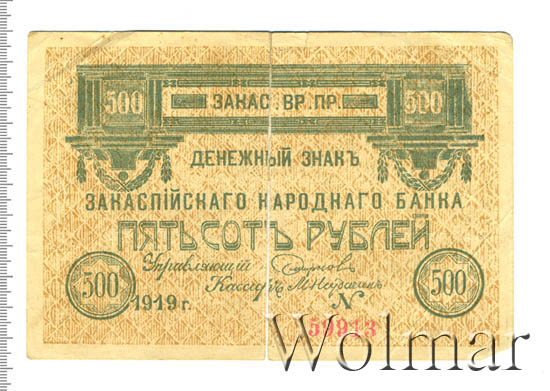 500 ЗАКАС. ВР. ПР. 500
ДЕНЕЖНЫЙ ЗНАКЪ
ЗАКАСПІЙСКАГО НАРОДНАГО БАНКА
ПЯТЬСОТЪ РУБЛЕЙ
Управляющій
Кассиръ
500 1919 г. N 500
59913
Wolmar